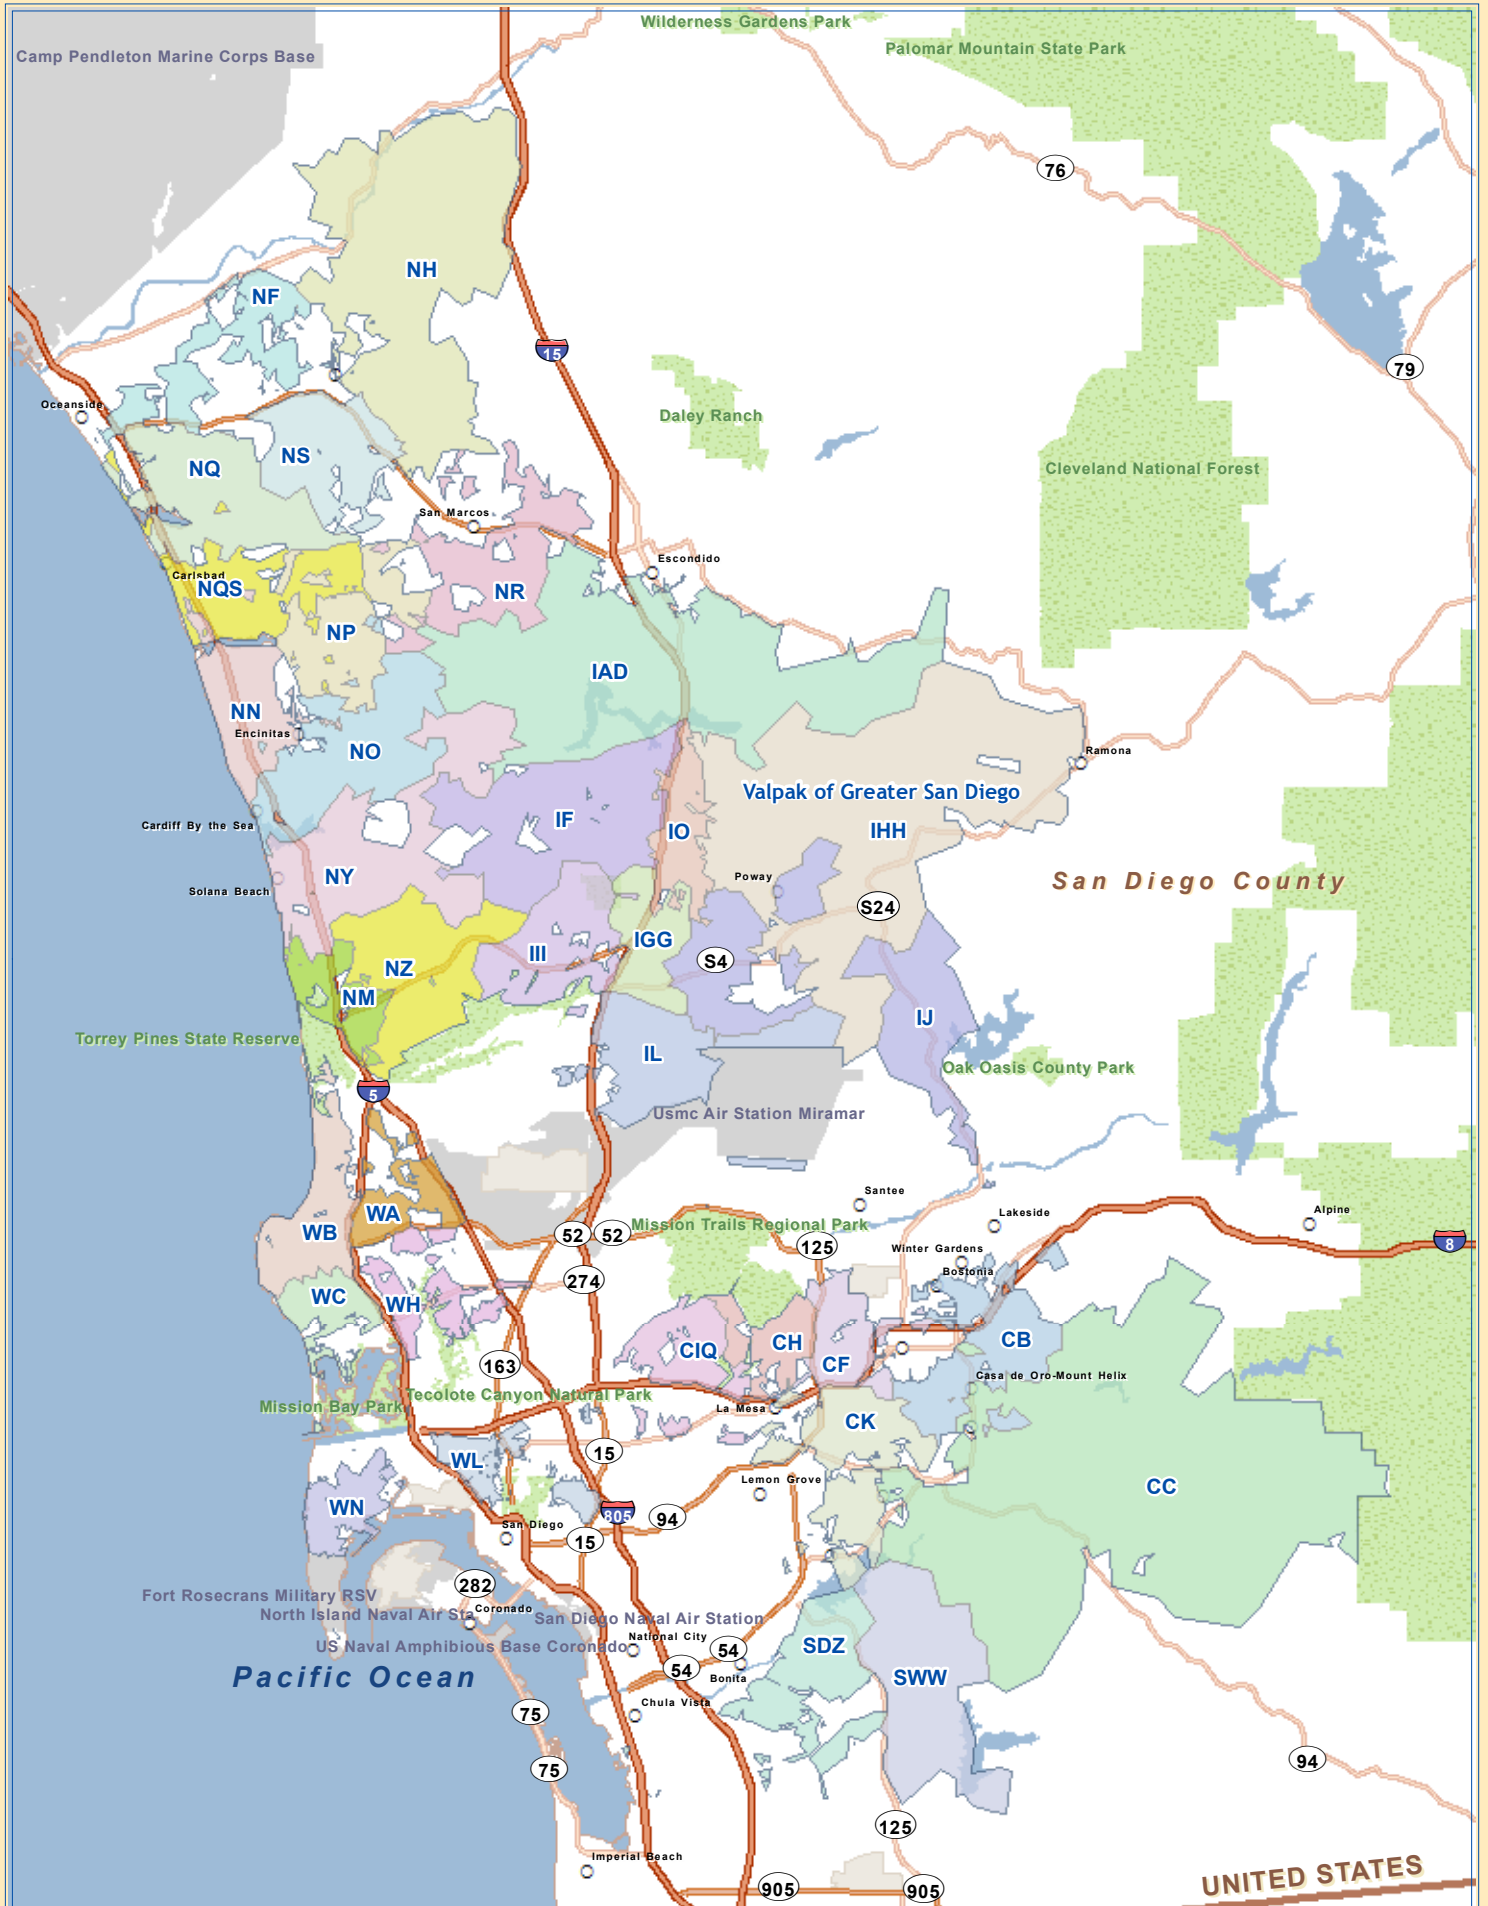 Wilderness Gardens Park
Palomar Mountain State Park
Camp Pendleton Marine Corps Base
76
NH
NF
15
79
Oceanside
Daley Ranch
NS
NQ
Cleveland National Forest
San Marcos
Escondido
Carlsbad
NQS
NR
NP
IAD
NN
Encinitas
NO
Ramona
Valpak of Greater San Diego
Cardiff By the Sea
IF
IO
IHH
NY
Poway
San Diego County
Solana Beach
S24
IGG
III
S4
NZ
NM
IJ
Torrey Pines State Reserve
IL
Oak Oasis County Park
5
Usmc Air Station Miramar
Santee
WA
Lakeside
Alpine
WB
52
52
Mission Trails Regional Park
125
Winter Gardens
8
Bostonia
274
WC
WH
CIQ
CH
CF
CB
163
Casa de Oro-Mount Helix
Tecolote Canyon Natural Park
Mission Bay Park
La Mesa
CK
15
WL
Lemon Grove
CC
WN
805
94
San Diego
15
282
Fort Rosecrans Military RSV
North Island Naval Air Sta
Coronado
San Diego Naval Air Station
National City
US Naval Amphibious Base Coronado
54
SDZ
54
Bonita
Pacific Ocean
SWW
Chula Vista
75
94
75
125
Imperial Beach
905
905
UNITED STATES